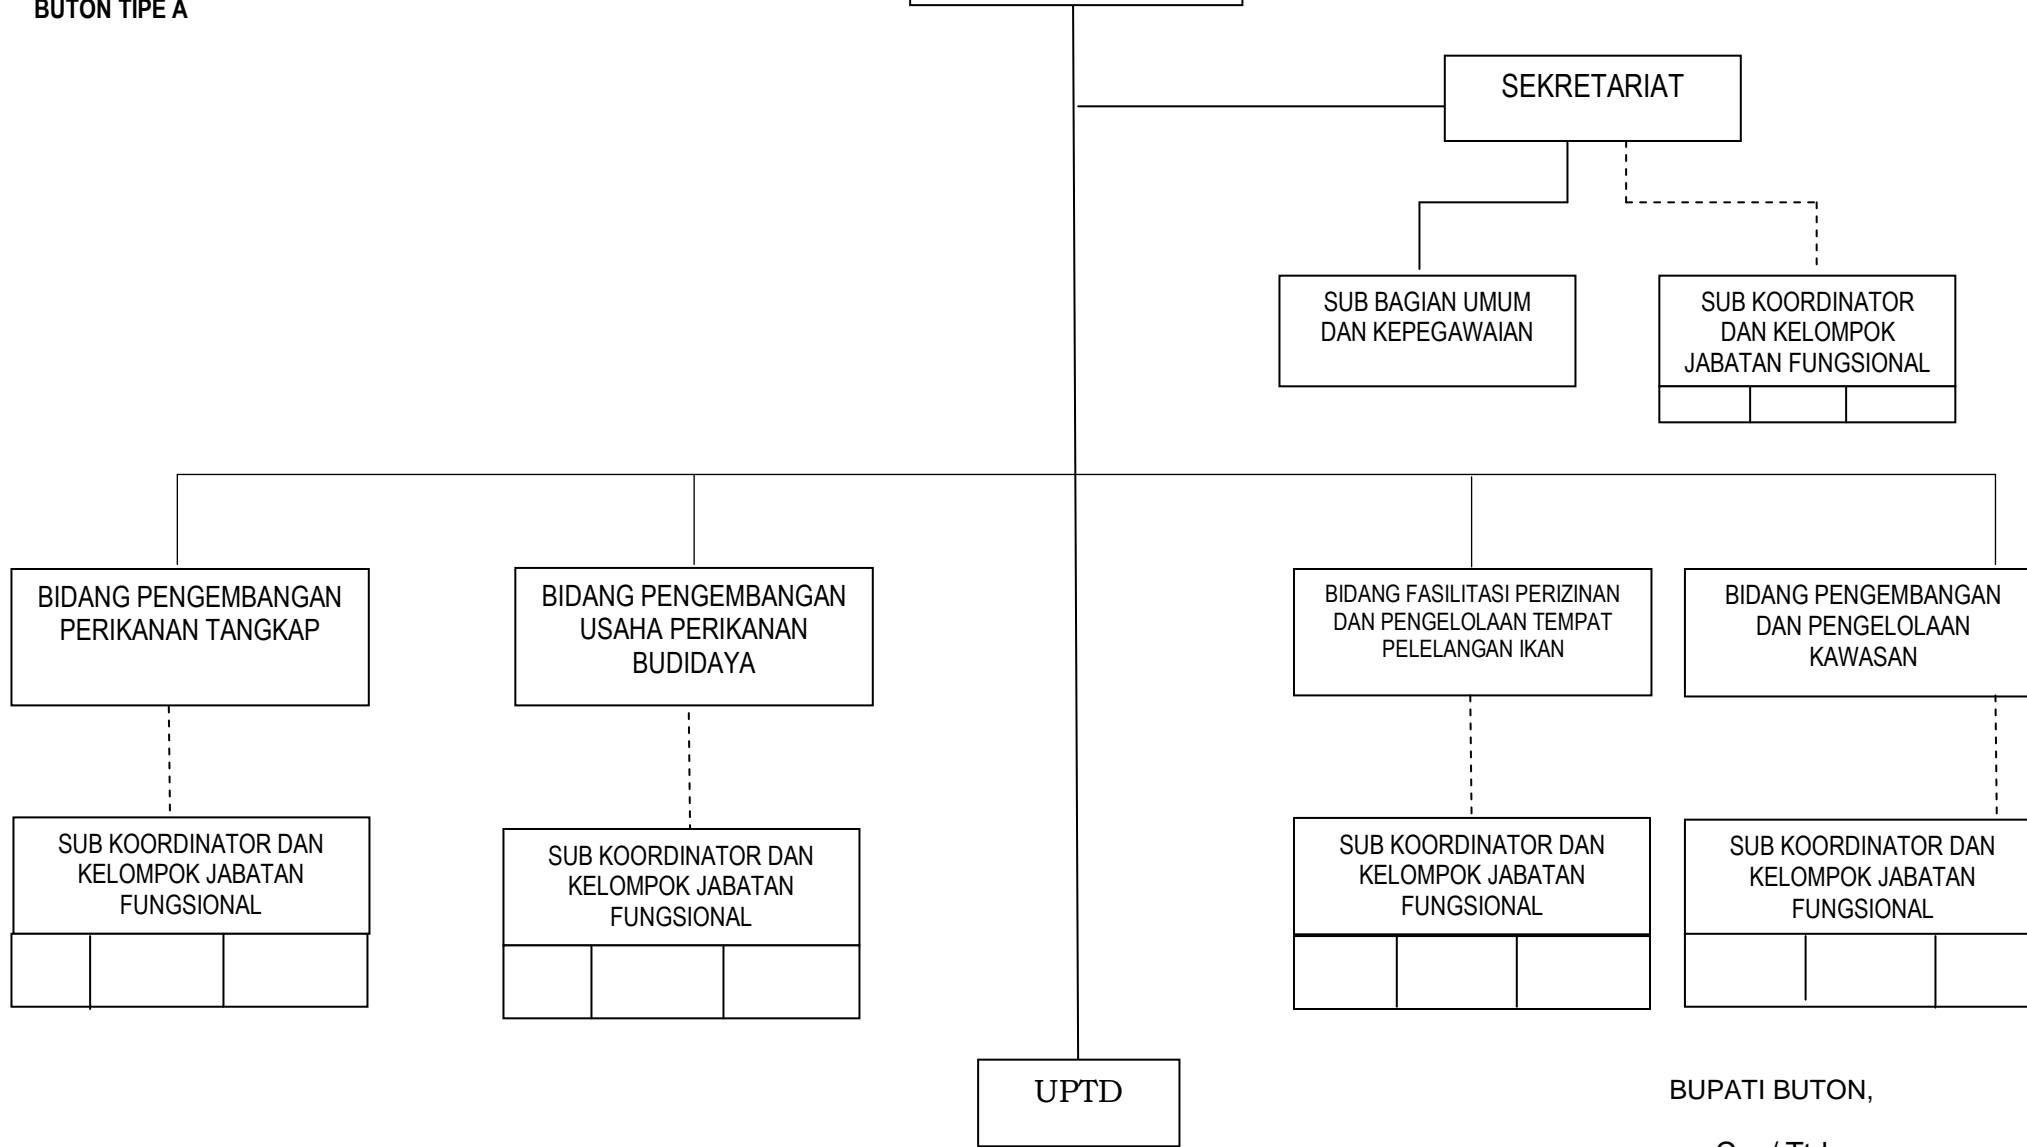 BUTON TIPE A
SEKRETARIAT
SUB BAGIAN UMUM
DAN KEPEGAWAIAN
SUB KOORDINATOR
DAN KELOMPOK
JABATAN FUNGSIONAL
BIDANG PENGEMBANGAN
PERIKANAN TANGKAP
BIDANG PENGEMBANGAN
USAHA PERIKANAN
BUDIDAYA
BIDANG FASILITASI PERIZINAN
DAN PENGELOLAAN TEMPAT
PELELANGAN IKAN
BIDANG PENGEMBANGAN
DAN PENGELOLAAN
KAWASAN
SUB KOORDINATOR DAN
KELOMPOK JABATAN
FUNGSIONAL
SUB KOORDINATOR DAN
KELOMPOK JABATAN
FUNGSIONAL
SUB KOORDINATOR DAN
KELOMPOK JABATAN
FUNGSIONAL
SUB KOORDINATOR DAN
KELOMPOK JABATAN
FUNGSIONAL
UPTD
BUPATI BUTON,